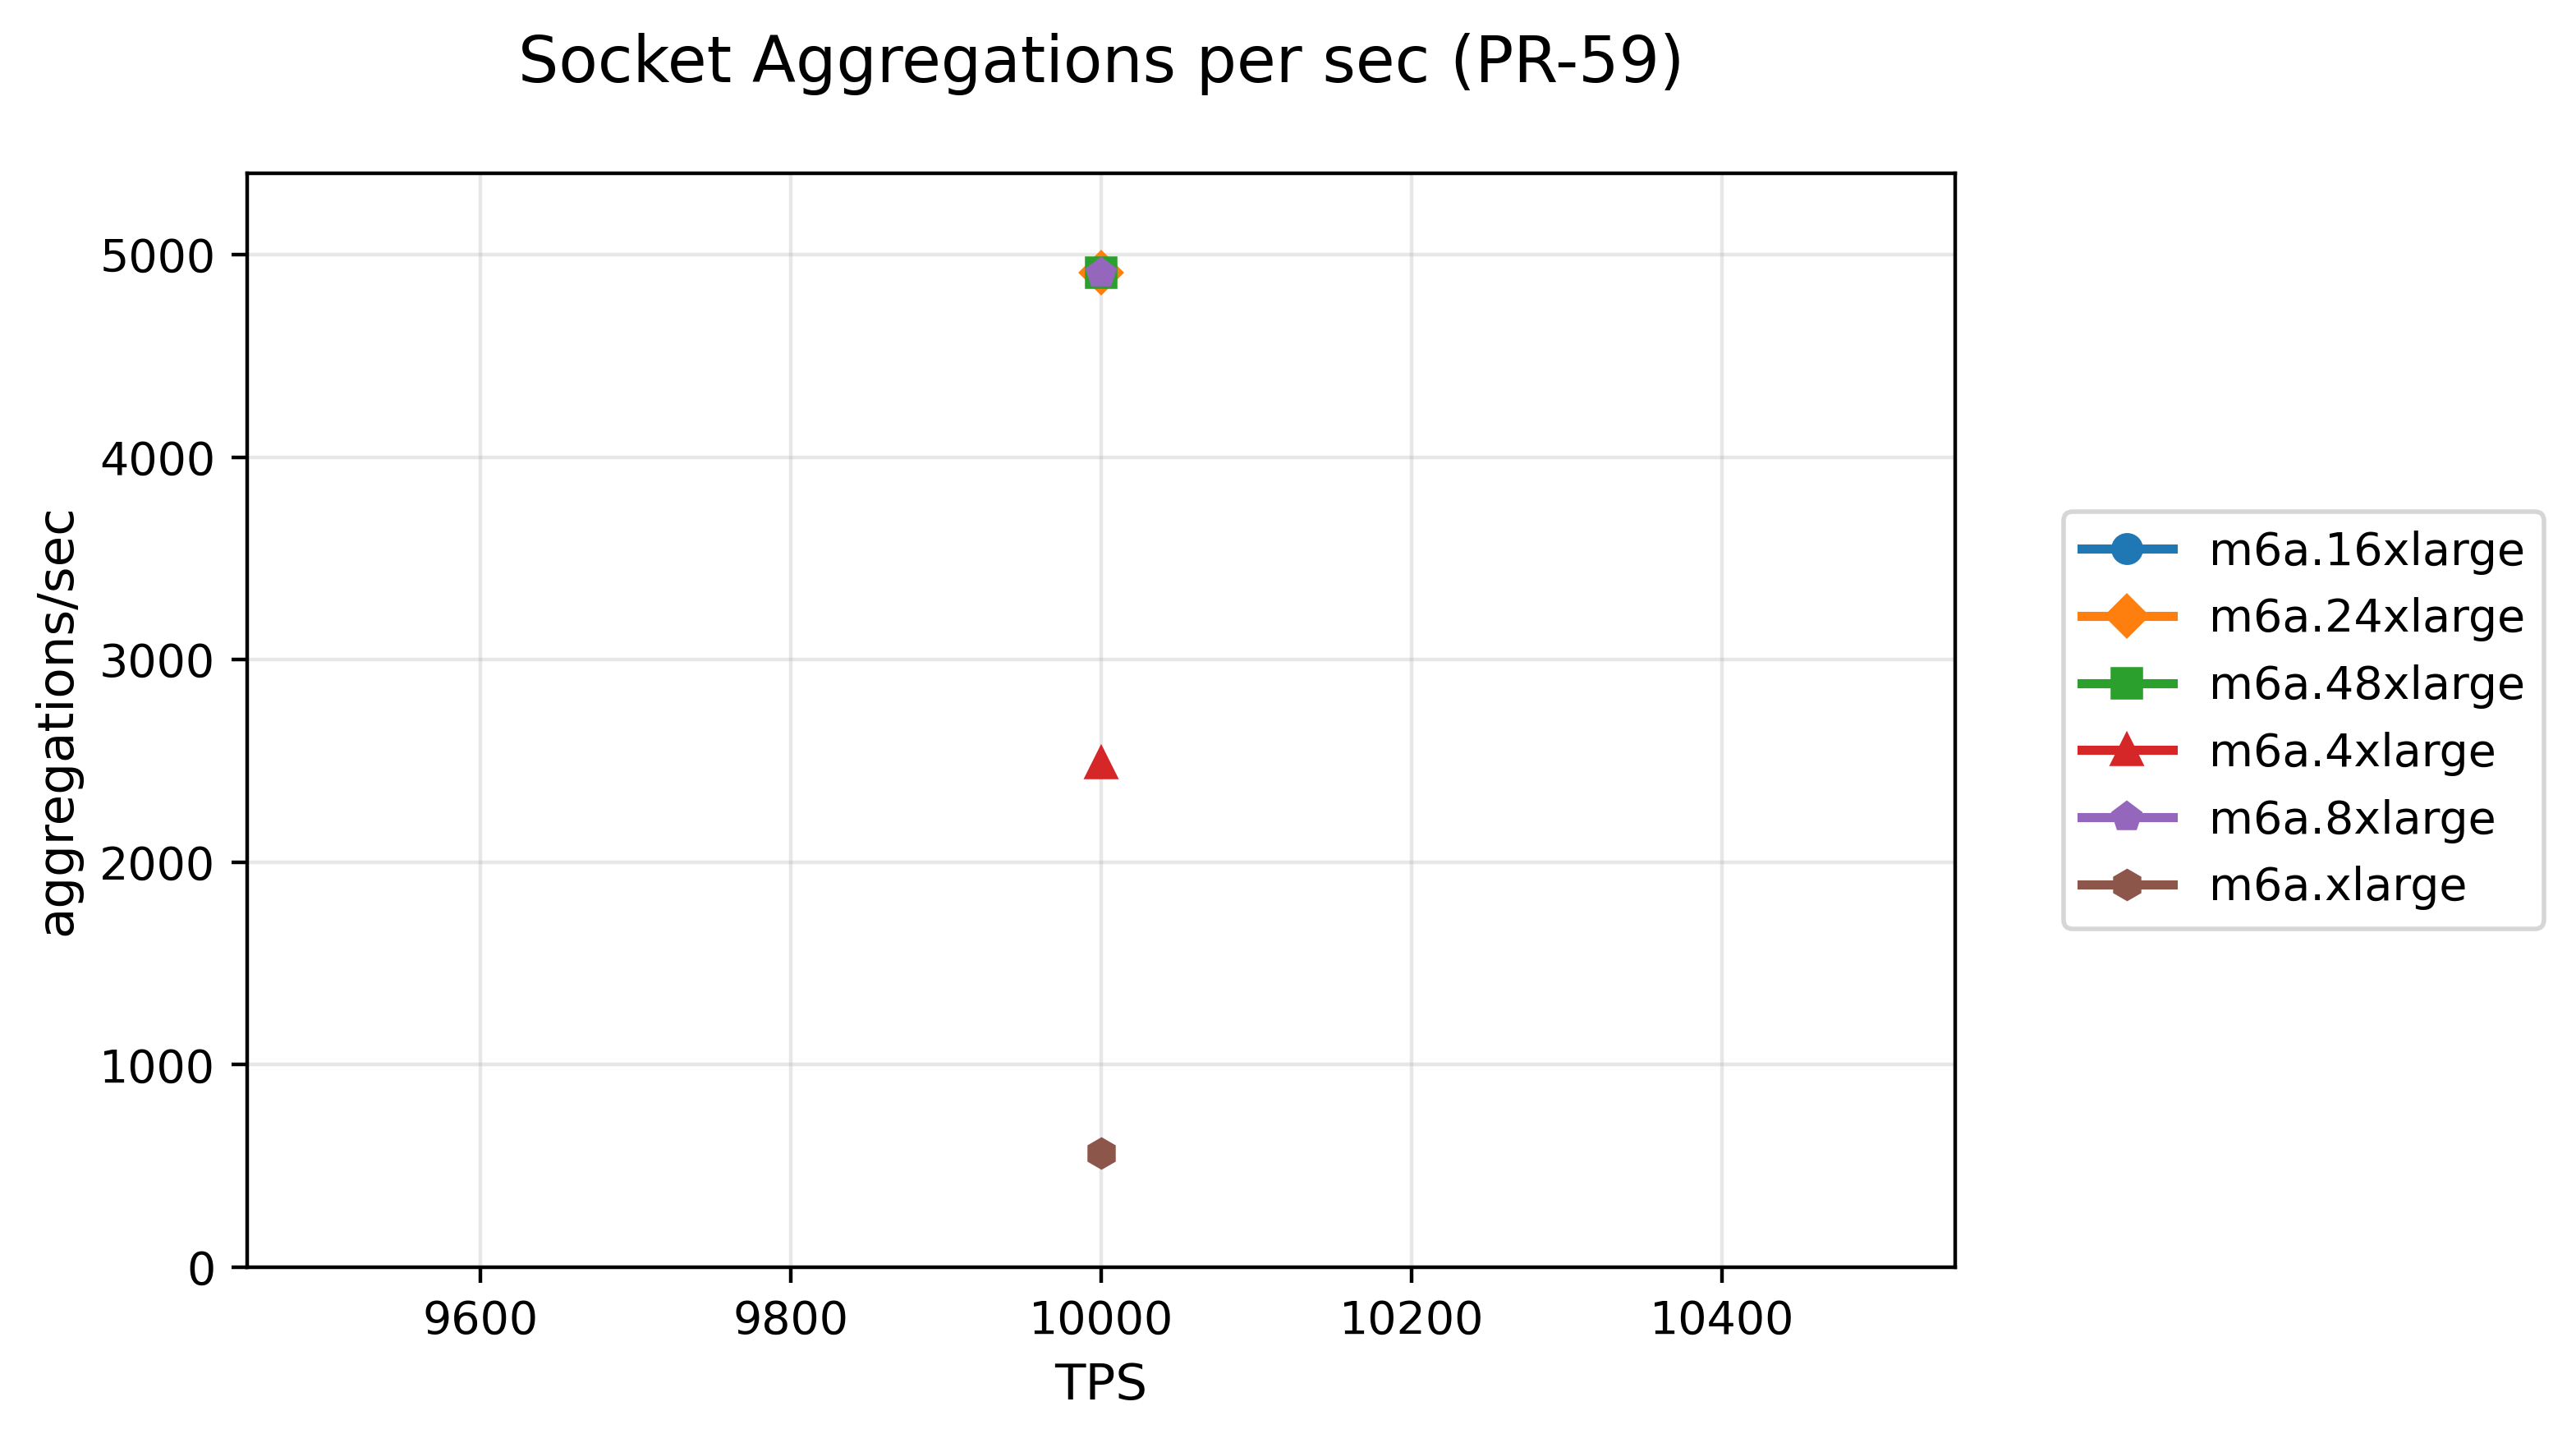 Socket Aggregations per sec (PR-59)
5000
4000
3000
2000
1000
0
aggregations/sec
9600 9800 10000 10200 10400
TPS
m6a.16xlarge
m6a.24xlarge
m6a.48xlarge
m6a.4xlarge
m6a.8xlarge
m6a.xlarge